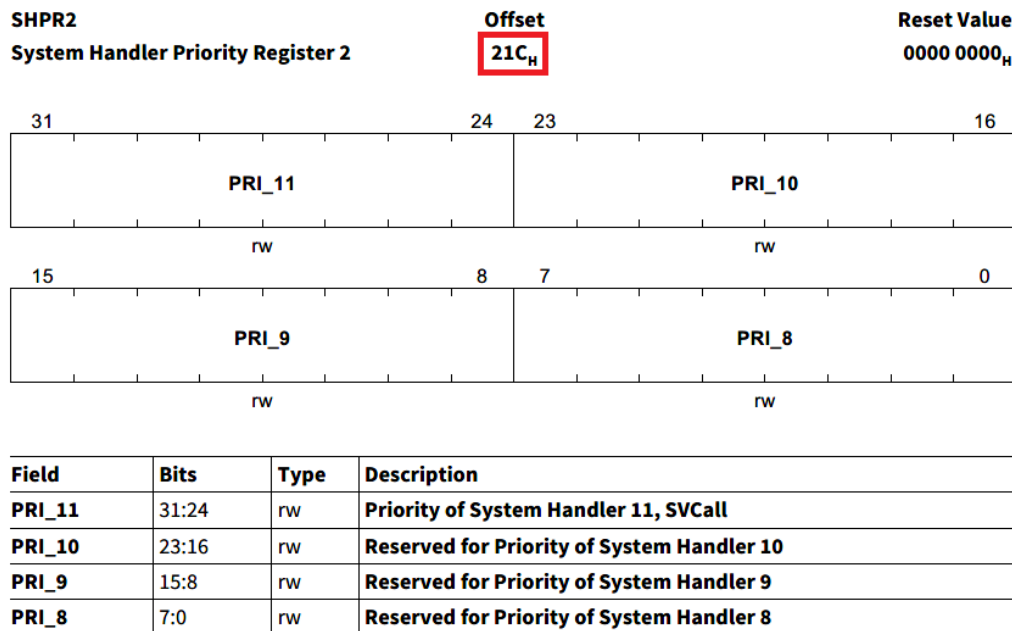 SHPR2 Offset Reset Value
System Handler Priority Register 2 21CH 0000 0000H
31 24 23 16
PRI_11 PRI_10
rw rw
15 8 7 0
PRI_9 PRI_8
rw rw
Field Bits Type Description
PRI_11 31:24 rw Priority of System Handler 11, SVCall
PRI_10 23:16 rw Reserved for Priority of System Handler 10
PRI_9 15:8 rw Reserved for Priority of System Handler 9
PRI_8 7:0 rw Reserved for Priority of System Handler 8